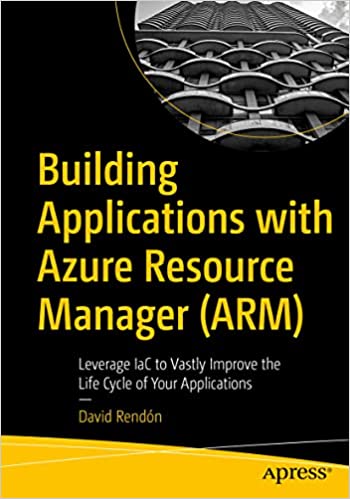 Building
Applications with
Azure Resource
Manager (ARM)
Leverage IaC to Vastly Improve the
Life Cycle of Your Applications
—
David Rendón
Apress®